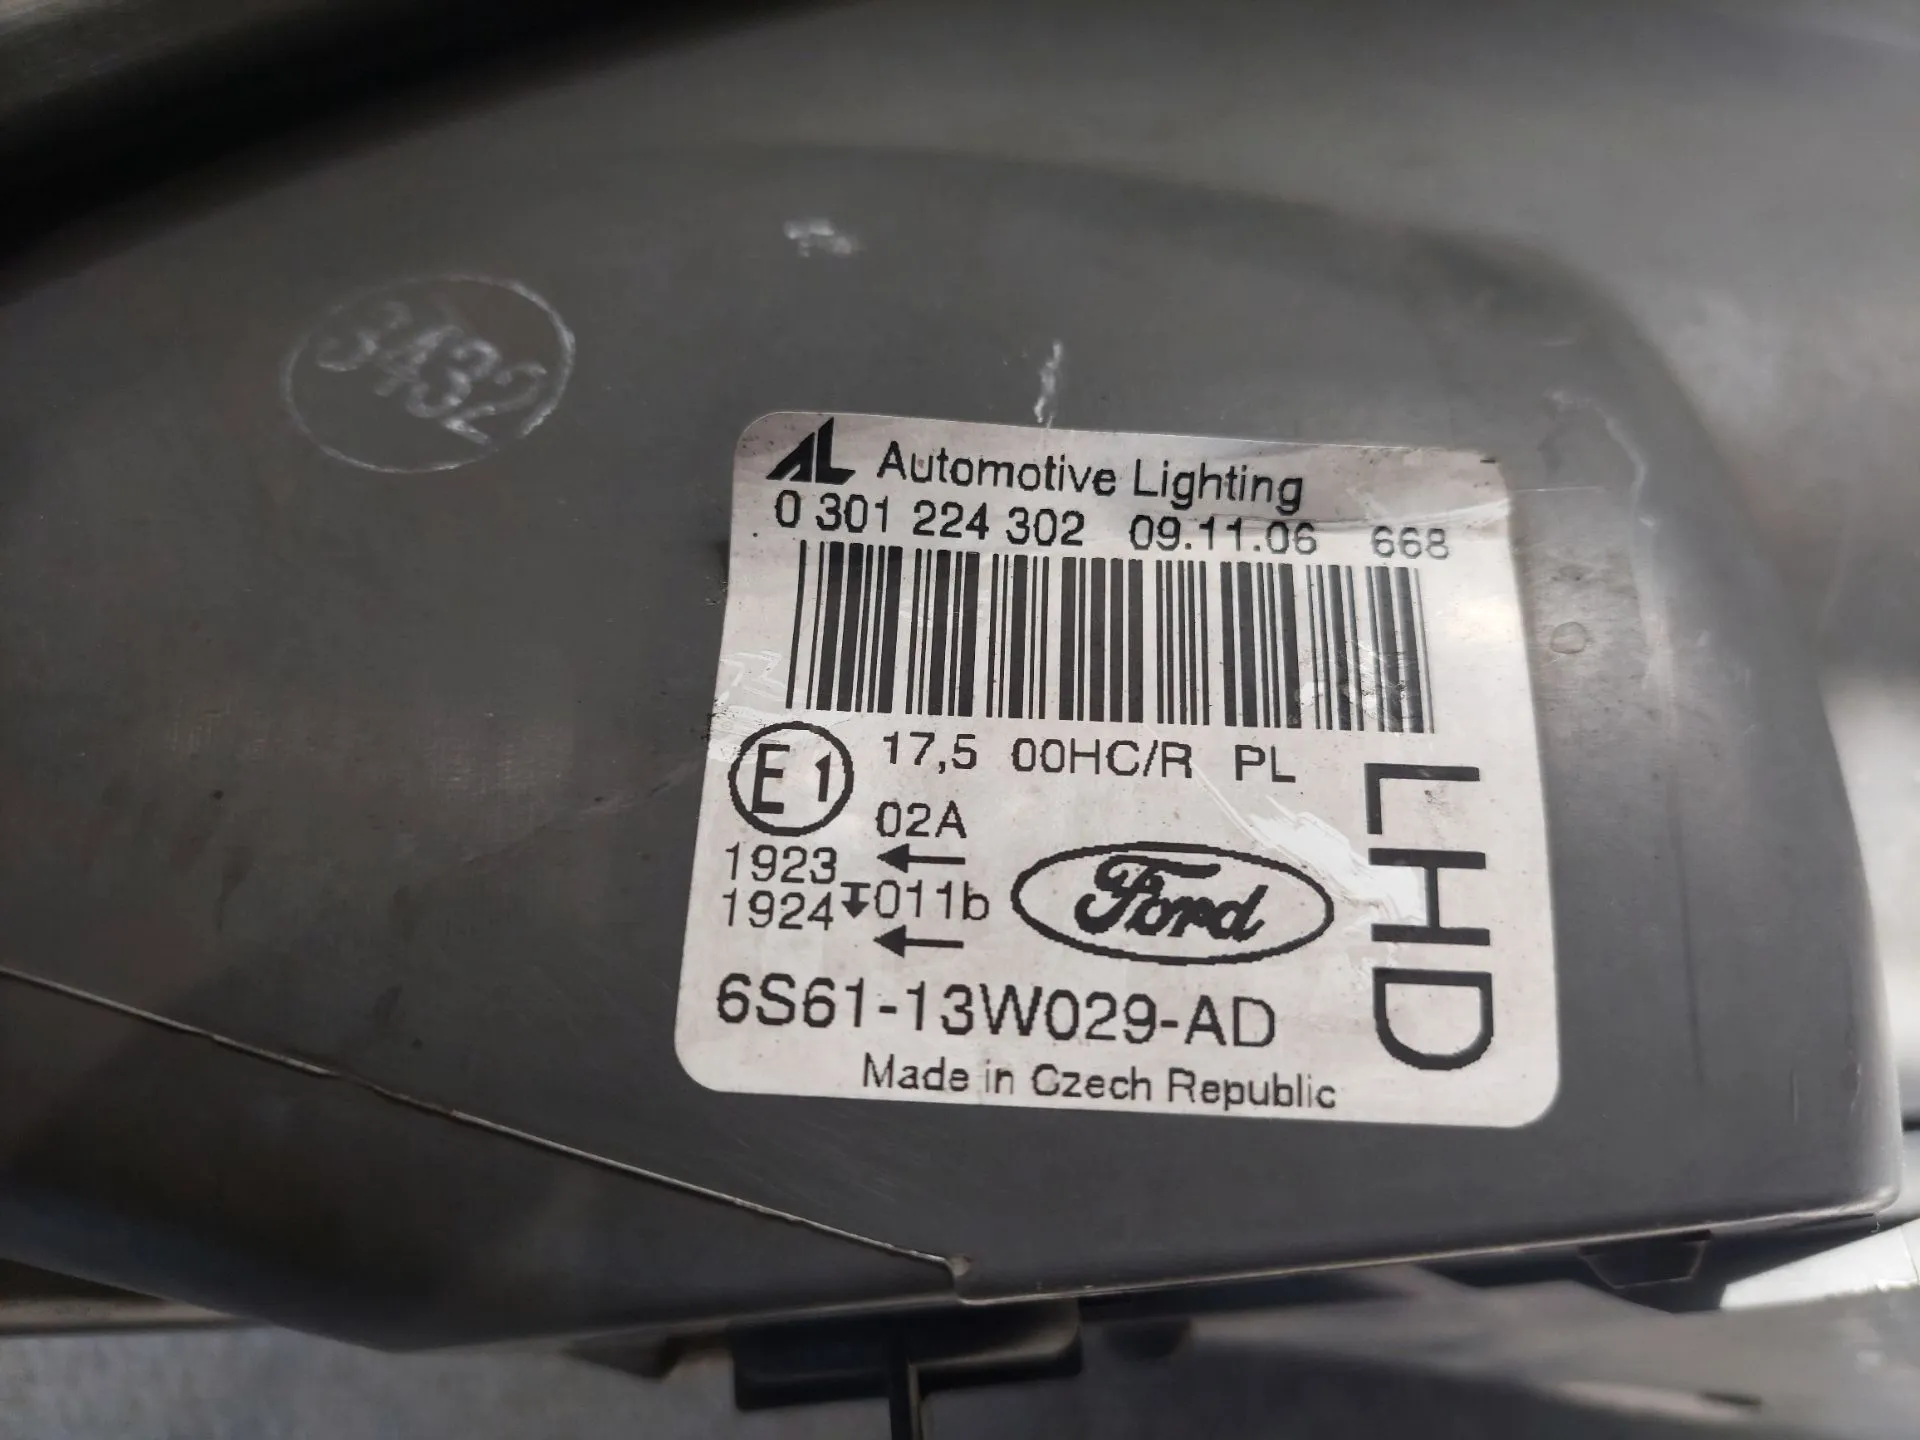 3432
AL Automotive Lighting
0 301 224 302 09.11.06 668
E1 17,5 00HC/R PL
02A
1923 ←
1924 ↧011b
←
Ford
6S61-13W029-AD
Made in Czech Republic
LHD